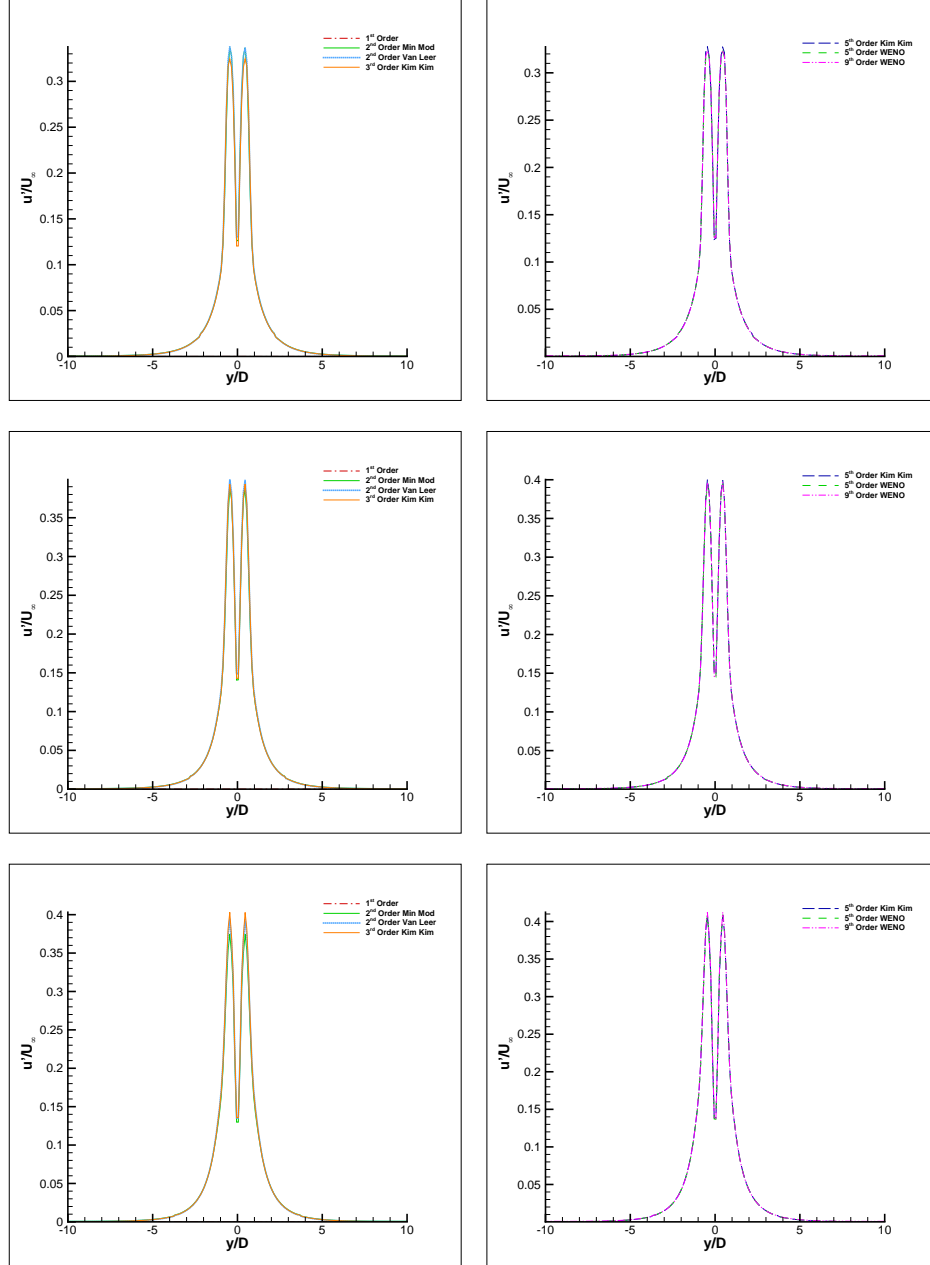 1st Order
2nd Order Min Mod
2nd Order Van Leer
3rd Order Kim Kim
0.3
0.25
0.2
0.15
0.1
0.05
0
u'/U∞
-10 -5 0 5 10
y/D
5th Order Kim Kim
5th Order WENO
9th Order WENO
0.3
0.25
0.2
0.15
0.1
0.05
0
u'/U∞
-10 -5 0 5 10
y/D
1st Order
2nd Order Min Mod
2nd Order Van Leer
3rd Order Kim Kim
0.35
0.3
0.25
0.2
0.15
0.1
0.05
0
u'/U∞
-10 -5 0 5 10
y/D
5th Order Kim Kim
5th Order WENO
9th Order WENO
0.4
0.35
0.3
0.25
0.2
0.15
0.1
0.05
u'/U∞
-10 -5 0 5 10
y/D
1st Order
2nd Order Min Mod
2nd Order Van Leer
3rd Order Kim Kim
0.4
0.35
0.3
0.25
0.2
0.15
0.1
0.05
0
u'/U∞
-10 -5 0 5 10
y/D
5th Order Kim Kim
5th Order WENO
9th Order WENO
0.4
0.35
0.3
0.25
0.2
0.15
0.1
0.05
u'/U∞
-10 -5 0 5 10
y/D